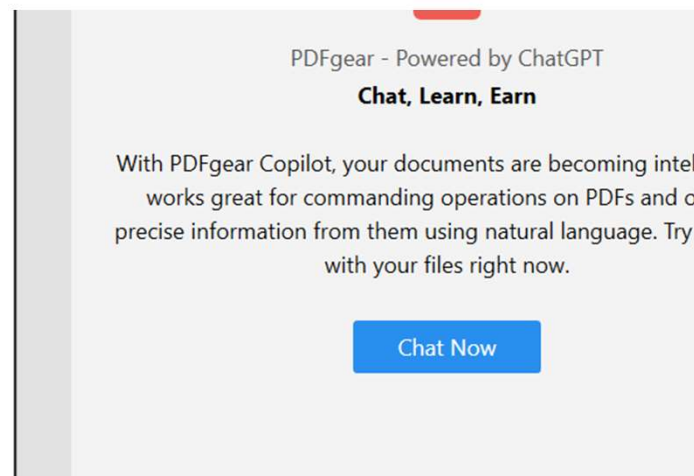 PDFgear - Powered by ChatGPT
Chat, Learn, Earn
With PDFgear Copilot, your documents are becoming
works great for commanding operations on PDFs and
precise information from them using natural language. Try
with your files right now.
Chat Now